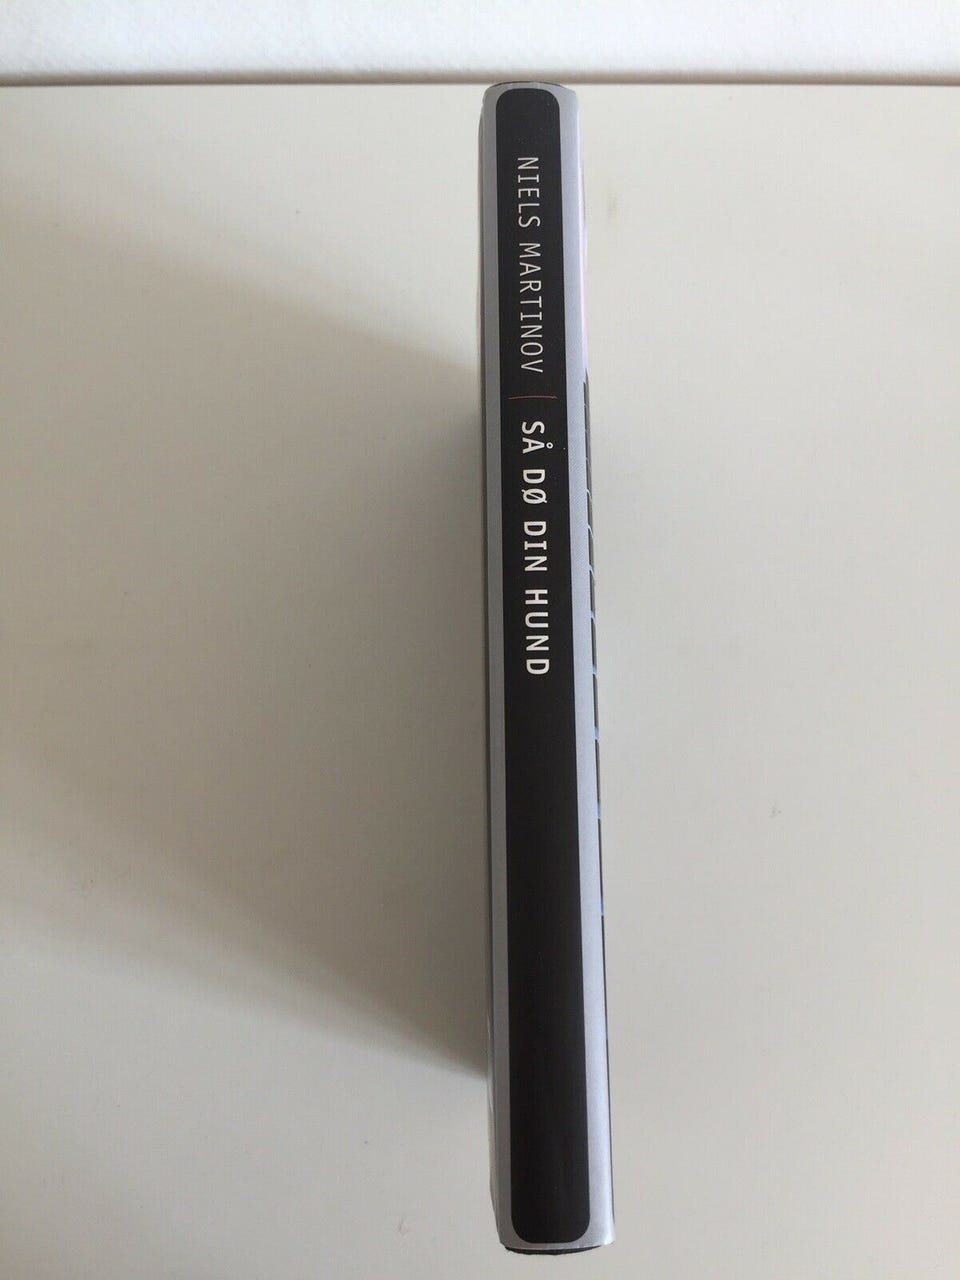 NIELS MARTINOV | SÅ DØ DIN HUND